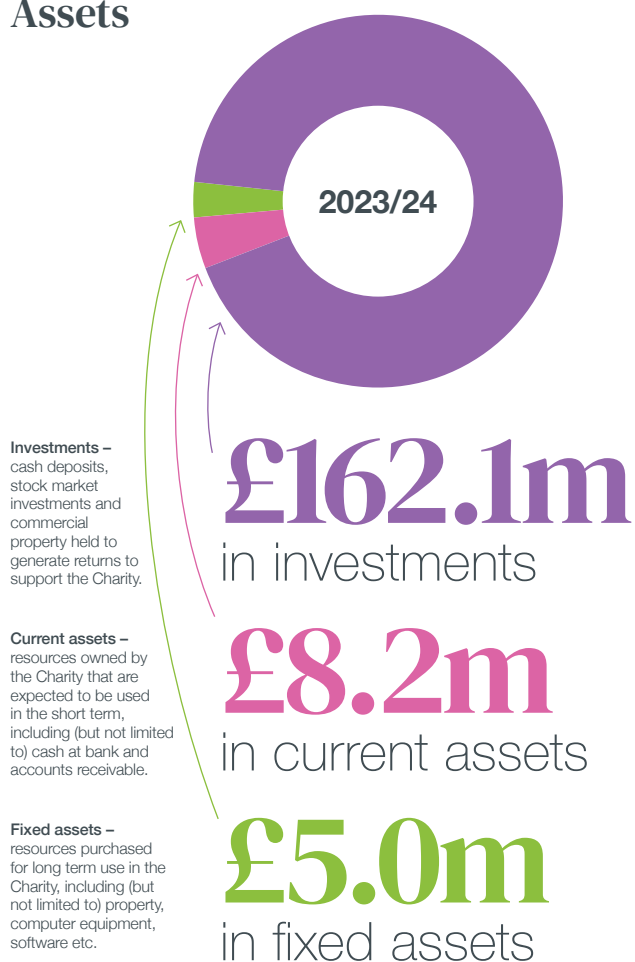 Assets
2023/24
Investments –
cash deposits,
stock market
investments and
commercial
property held to
generate returns to
support the Charity.
£162.1m
in investments
Current assets –
resources owned by
the Charity that are
expected to be used
in the short term,
including (but not limited
to) cash at bank and
accounts receivable.
£8.2m
in current assets
Fixed assets –
resources purchased
for long term use in the
Charity, including (but
not limited to) property,
computer equipment,
software etc.
£5.0m
in fixed assets